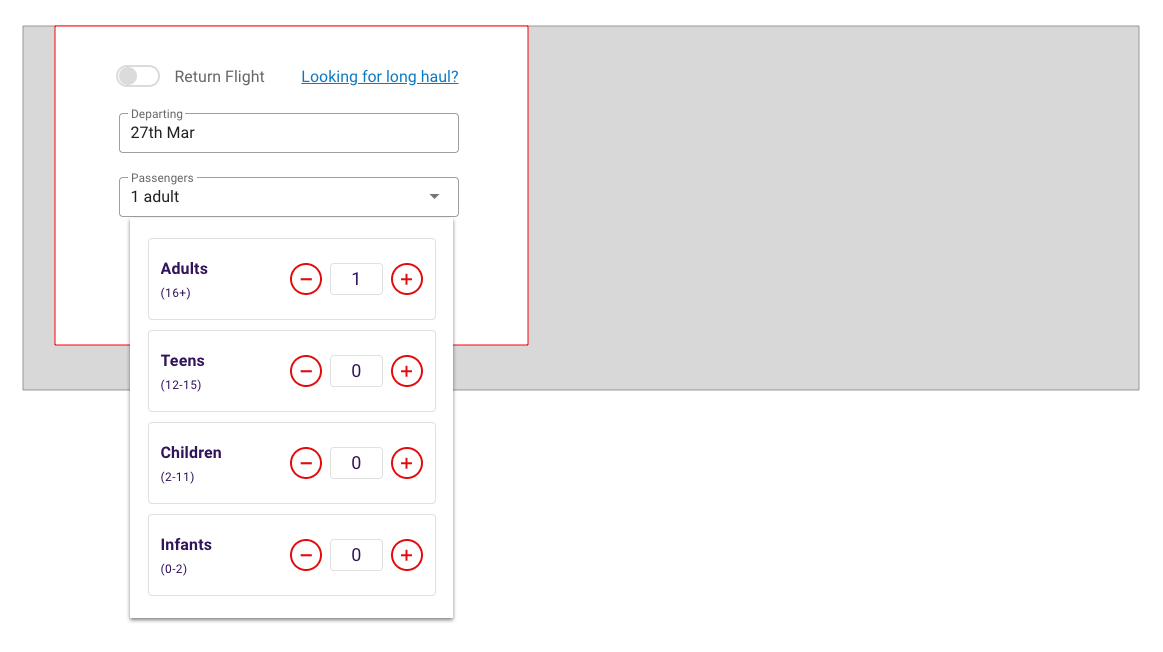 Return Flight Looking for long haul?
Departing
27th Mar
Passengers
1 adult
Adults
(16+)
1
Teens
(12-15)
0
Children
(2-11)
0
Infants
(0-2)
0